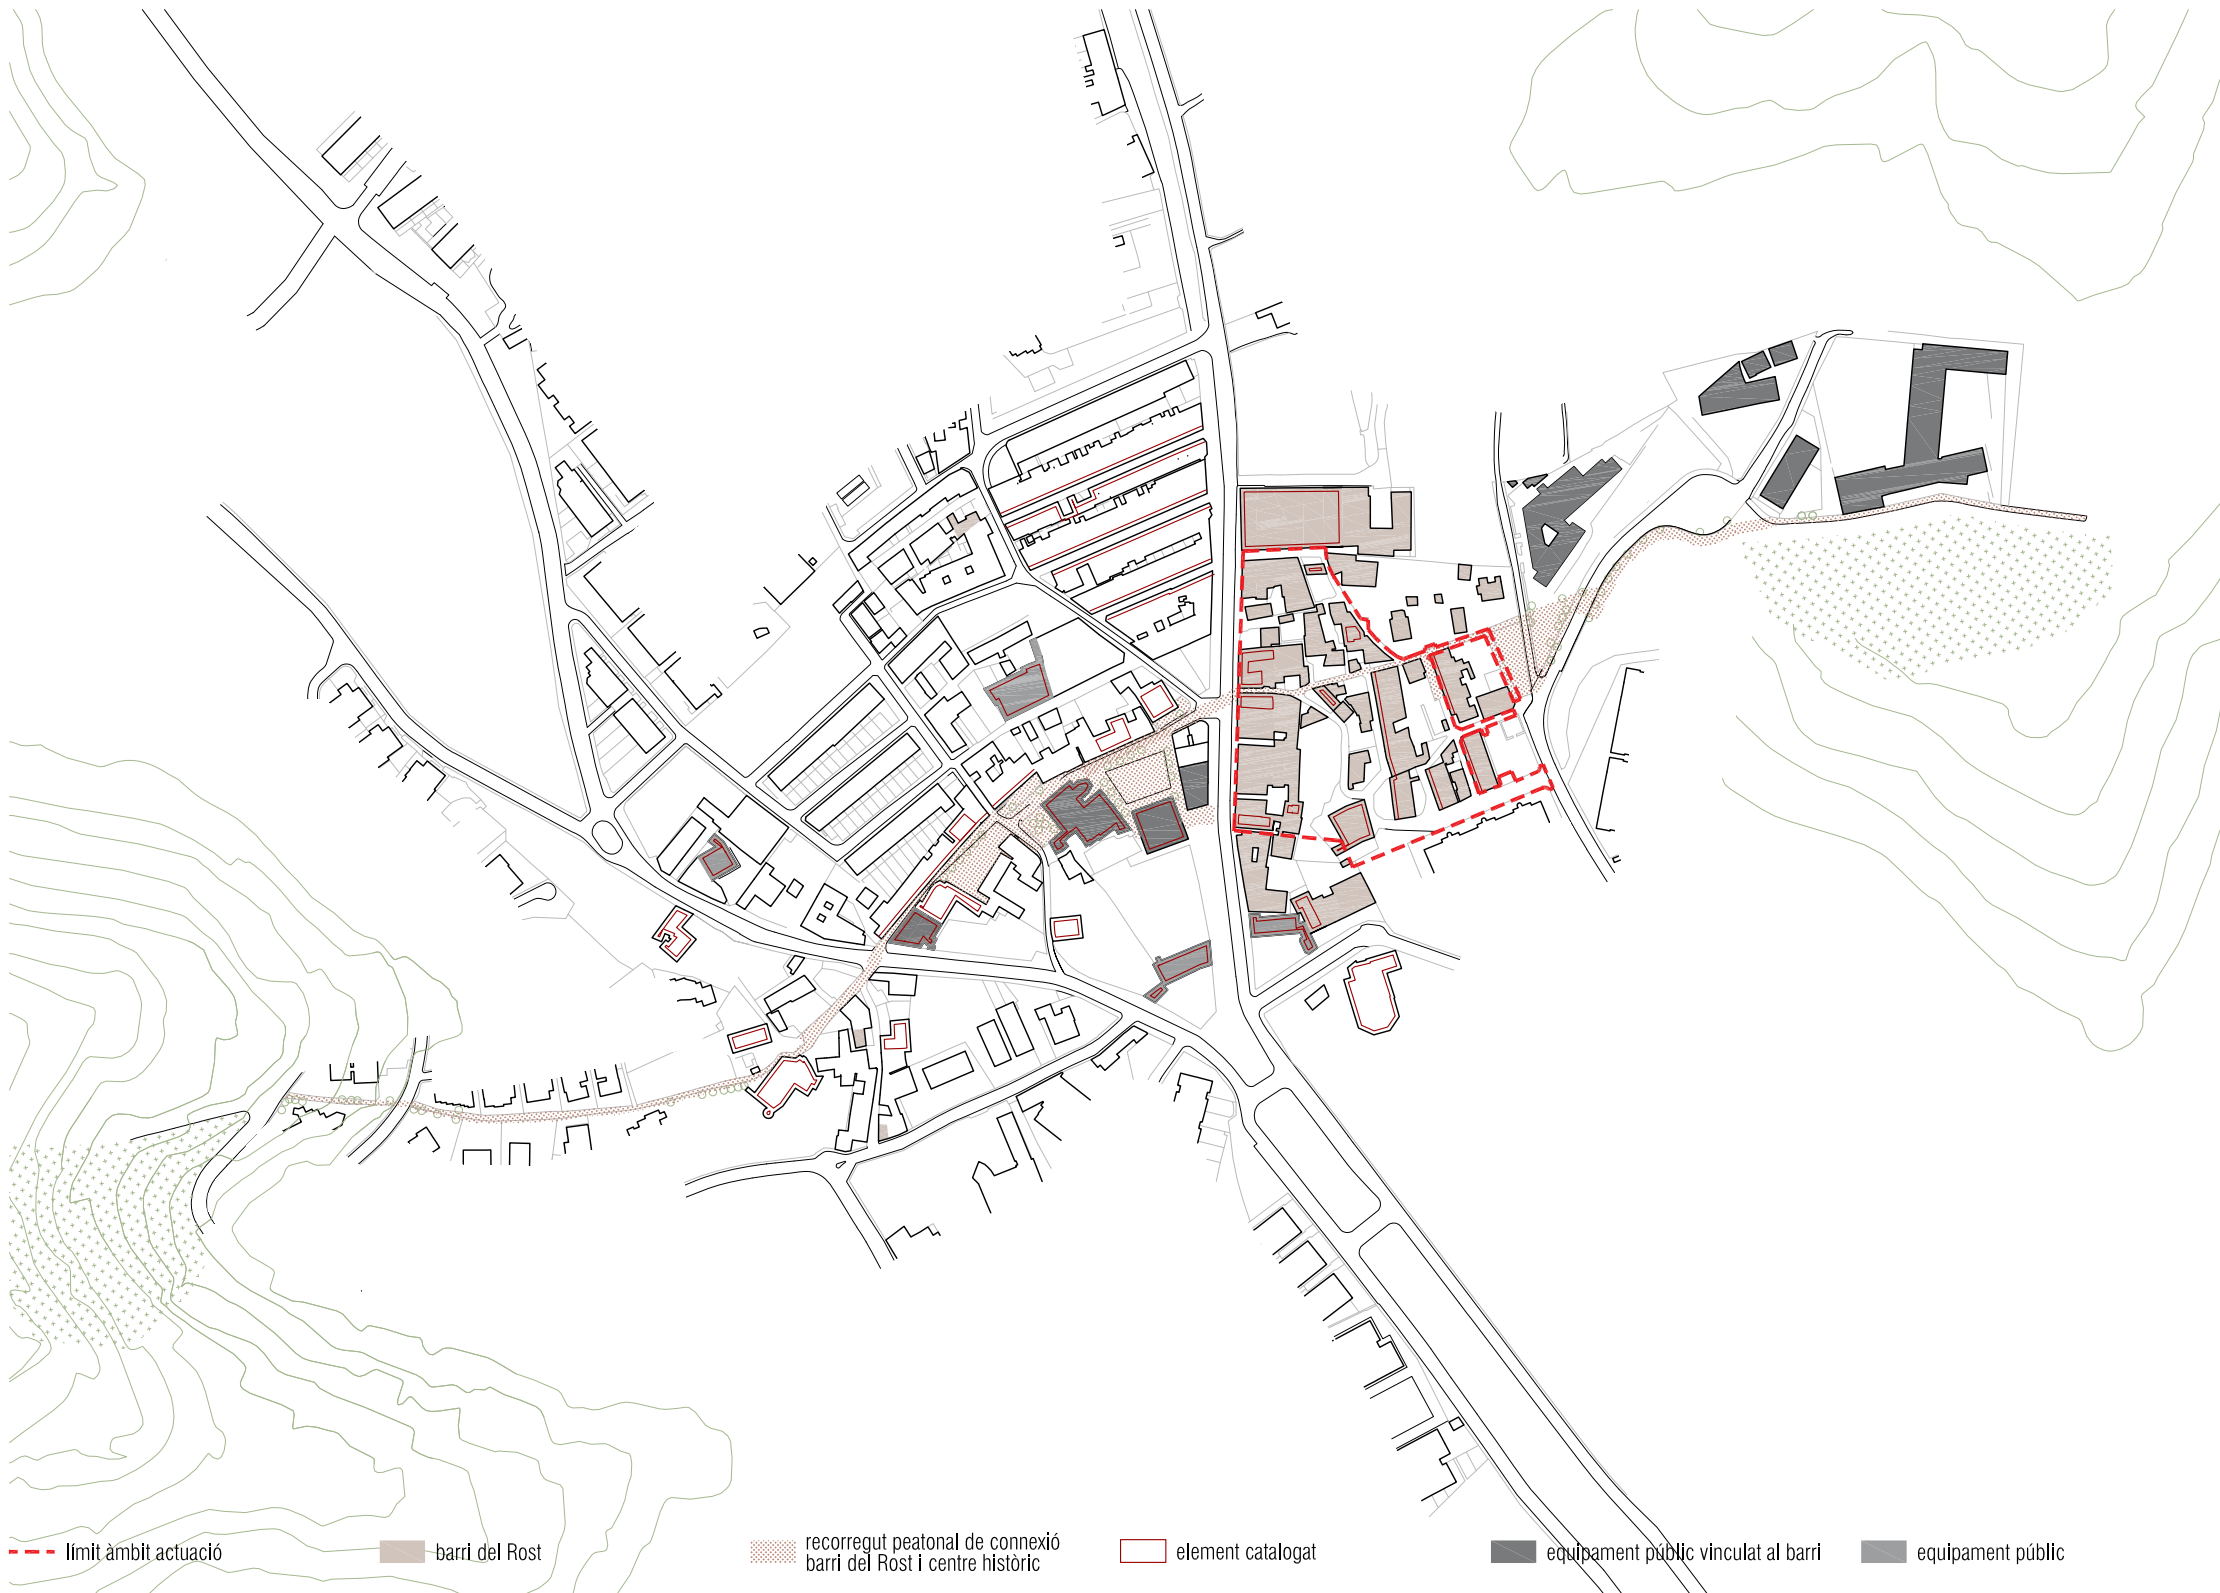 límit àmbit actuació
barri del Rost
recorregut peatonal de connexió
barri del Rost i centre històric
element catalogat
equipament públic vinculat al barri
equipament públic